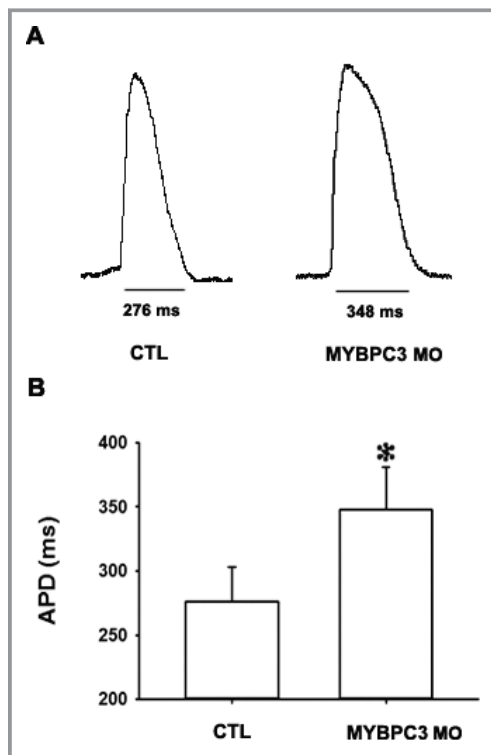 A
276 ms
348 ms
CTL
MYBPC3 MO
B
400
350
300
250
200
APD (ms)
*
CTL
MYBPC3 MO